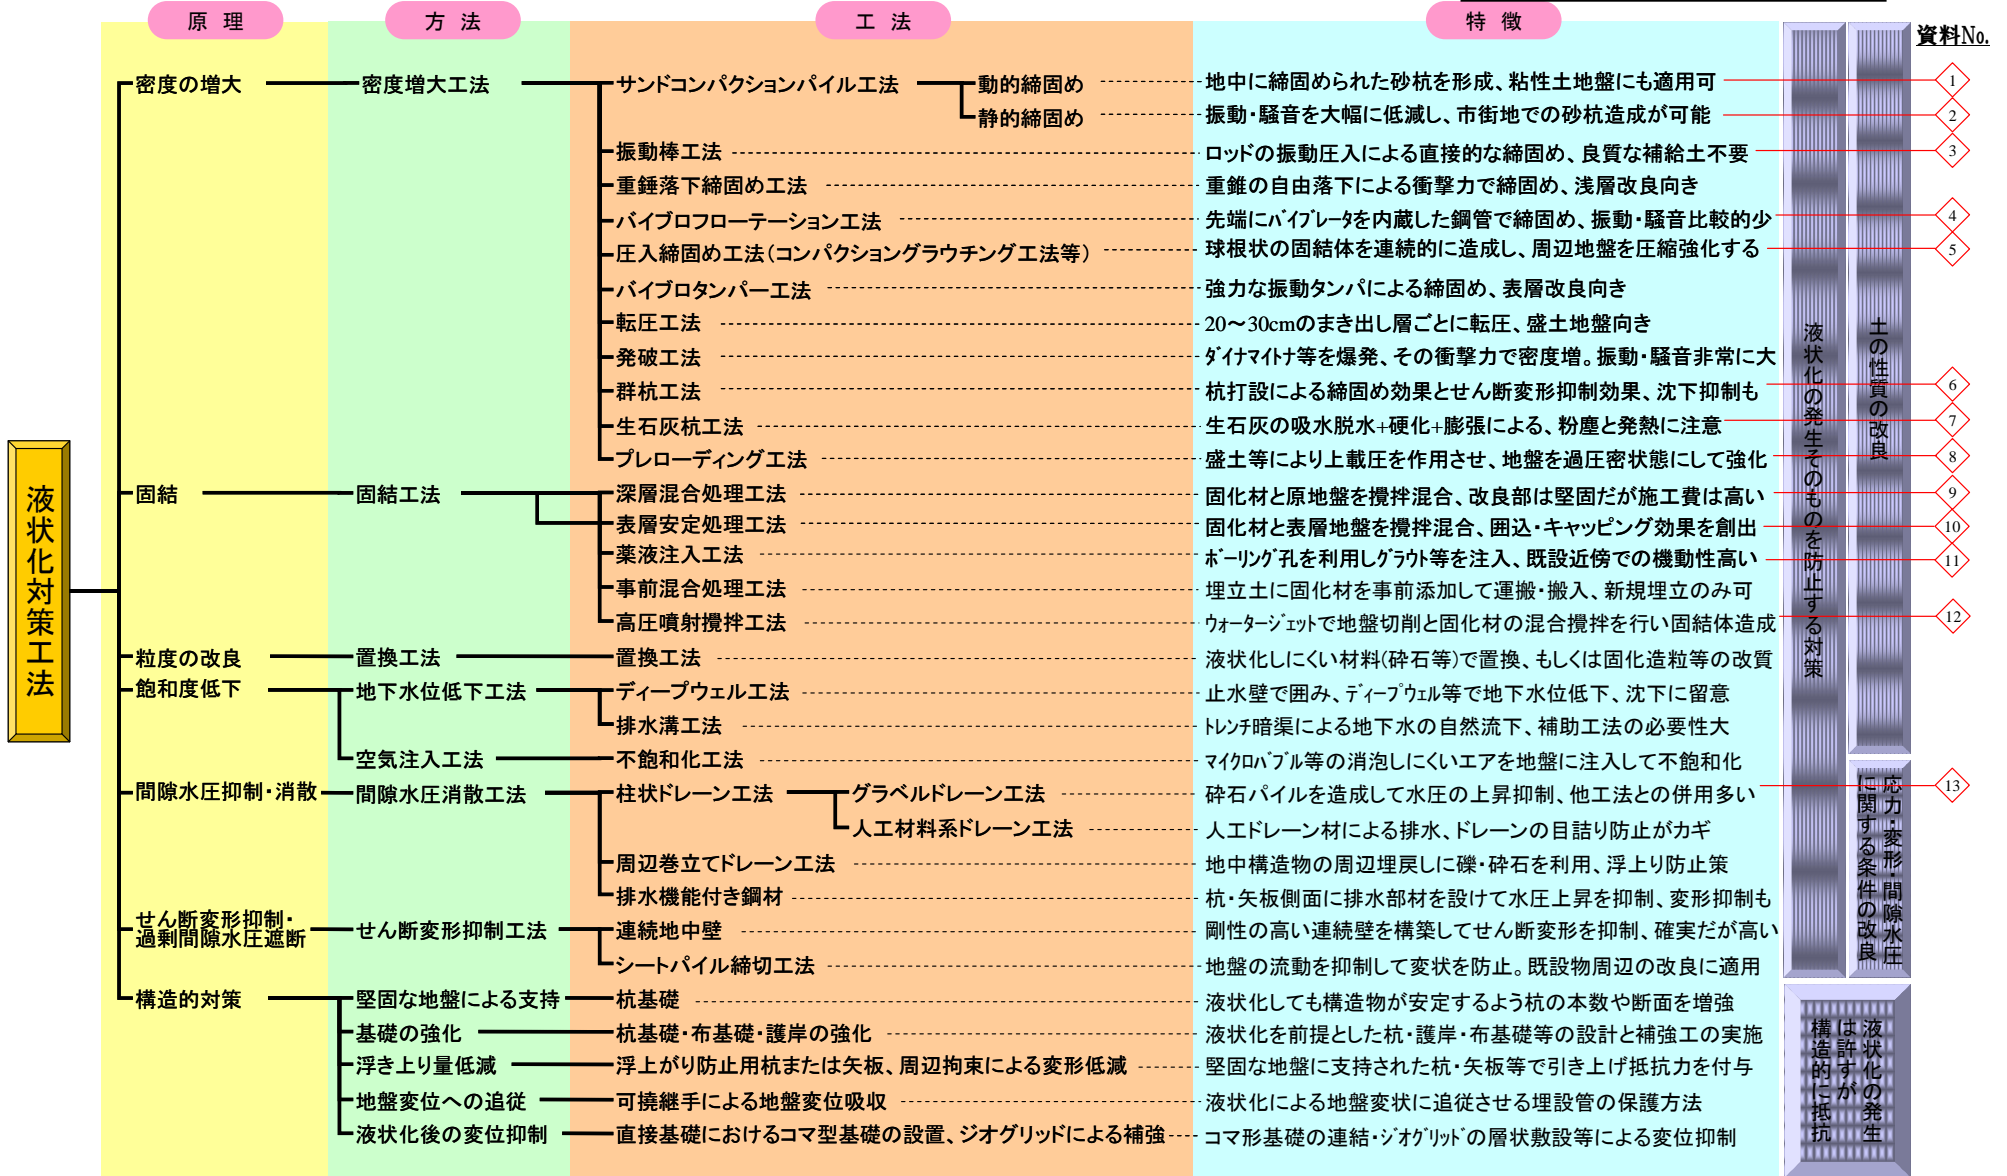 原 理
方 法
工 法
特 徴
資料No.
液状化対策工法
密度の増大
密度増大工法
サンドコンパクションパイル工法
動的締固め
地中に締固められた砂杭を形成、粘性土地盤にも適用可
1
静的締固め
振動・騒音を大幅に低減し、市街地での砂杭造成が可能
2
振動棒工法
ロッドの振動圧入による直接的な締固め、良質な補給土不要
3
重錘落下締固め工法
重錐の自由落下による衝撃力で締固め、浅層改良向き
バイブロフローテーション工法
先端にバイブレータを内蔵した鋼管で締固め、振動・騒音比較的少
4
圧入締固め工法(コンパクショングラウチング工法等)
球根状の固結体を連続的に造成し、周辺地盤を圧縮強化する
5
バイブロタンパー工法
強力な振動タンパによる締固め、表層改良向き
転圧工法
20～30cmのまき出し層ごとに転圧、盛土地盤向き
発破工法
ダイナマイトナ等を爆発、その衝撃力で密度増。振動・騒音非常に大
群杭工法
杭打設による締固め効果とせん断変形抑制効果、沈下抑制も
6
生石灰杭工法
生石灰の吸水脱水+硬化+膨張による、粉塵と発熱に注意
7
プレローディング工法
盛土等により上載圧を作用させ、地盤を過圧密状態にして強化
8
固結
固結工法
深層混合処理工法
固化材と原地盤を攪拌混合、改良部は堅固だが施工費は高い
9
表層安定処理工法
固化材と表層地盤を攪拌混合、囲込・キャッピング効果を創出
10
薬液注入工法
ボーリング孔を利用しグラウト等を注入、既設近傍での機動性高い
11
事前混合処理工法
埋立土に固化材を事前添加して運搬・搬入、新規埋立のみ可
高圧噴射攪拌工法
ウォータージェットで地盤切削と固化材の混合攪拌を行い固結体造成
12
粒度の改良
置換工法
置換工法
液状化しにくい材料(砕石等)で置換、もしくは固化造粒等の改質
飽和度低下
地下水位低下工法
ディープウェル工法
止水壁で囲み、ディープウェル等で地下水位低下、沈下に留意
排水溝工法
トレンチ暗渠による地下水の自然流下、補助工法の必要性大
空気注入工法
不飽和化工法
マイクロバブル等の消泡しにくいエアを地盤に注入して不飽和化
間隙水圧抑制・消散
間隙水圧消散工法
柱状ドレーン工法
グラベルドレーン工法
砕石パイルを造成して水圧の上昇抑制、他工法との併用多い
13
人工材料系ドレーン工法
人工ドレーン材による排水、ドレーンの目詰り防止がカギ
周辺巻立てドレーン工法
地中構造物の周辺埋戻しに礫・砕石を利用、浮上り防止策
排水機能付き鋼材
杭・矢板側面に排水部材を設けて水圧上昇を抑制、変形抑制も
せん断変形抑制・
過剰間隙水圧遮断
せん断変形抑制工法
連続地中壁
剛性の高い連続壁を構築してせん断変形を抑制、確実だが高い
シートパイル締切工法
地盤の流動を抑制して変状を防止。既設物周辺の改良に適用
構造的対策
堅固な地盤による支持
杭基礎
液状化しても構造物が安定するよう杭の本数や断面を増強
基礎の強化
杭基礎・布基礎・護岸の強化
液状化を前提とした杭・護岸・布基礎等の設計と補強工の実施
浮き上り量低減
浮上がり防止用杭または矢板、周辺拘束による変形低減
堅固な地盤に支持された杭・矢板等で引き上げ抵抗力を付与
地盤変位への追従
可撓継手による地盤変位吸収
液状化による地盤変状に追従させる埋設管の保護方法
液状化後の変位抑制
直接基礎におけるコマ型基礎の設置、ジオグリッドによる補強
コマ形基礎の連結・ジオグリッドの層状敷設等による変位抑制
液状化の発生そのものを防止する対策
土の性質の改良
応力・変形・間隙水圧
に関する条件の改良
液状化の発生
は許すが
構造的に抵抗